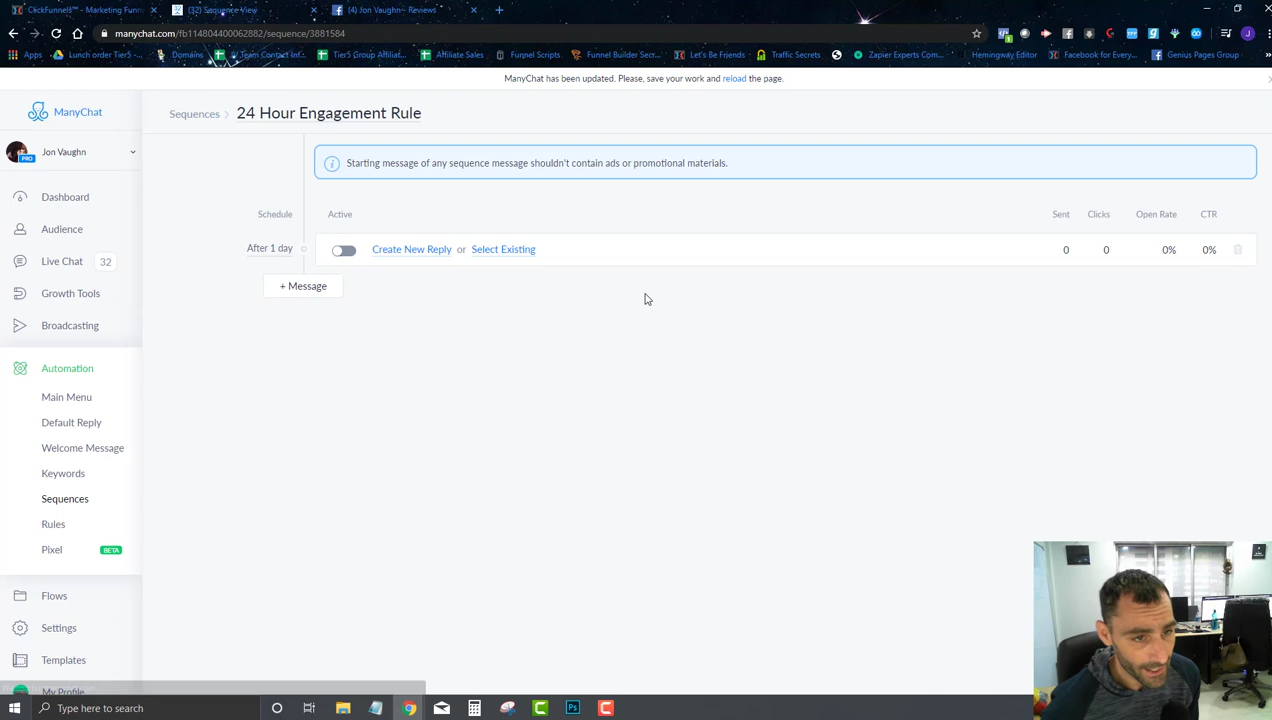 ClickFunnels™ - Marketing Funn
(32) Sequence View
(4) Jon Vaughn - Reviews
manychat.com/fb114804400062882/sequence/3881584
Apps
Lunch order Tier5 -...
Domains
IV Team Contact Inf...
Tier5 Group Affiliat...
Affiliate Sales
Funnel Scripts
Funnel Builder Secr...
Let's Be Friends
Traffic Secrets
Zapier Experts Com...
Hemingway Editor
Facebook for Every...
Genius Pages Group
ManyChat has been updated. Please, save your work and reload the page.
ManyChat
Sequences
24 Hour Engagement Rule
PRO
Jon Vaughn
Starting message of any sequence message shouldn't contain ads or promotional materials.
Dashboard
Schedule
Active
Sent
Clicks
Open Rate
CTR
Audience
After 1 day
Create New Reply or Select Existing
0
0
0%
0%
Live Chat
32
+ Message
Growth Tools
Broadcasting
Automation
Main Menu
Default Reply
Welcome Message
Keywords
Sequences
Rules
Pixel
BETA
Flows
Settings
Templates
My Profile
Type here to search
Ps